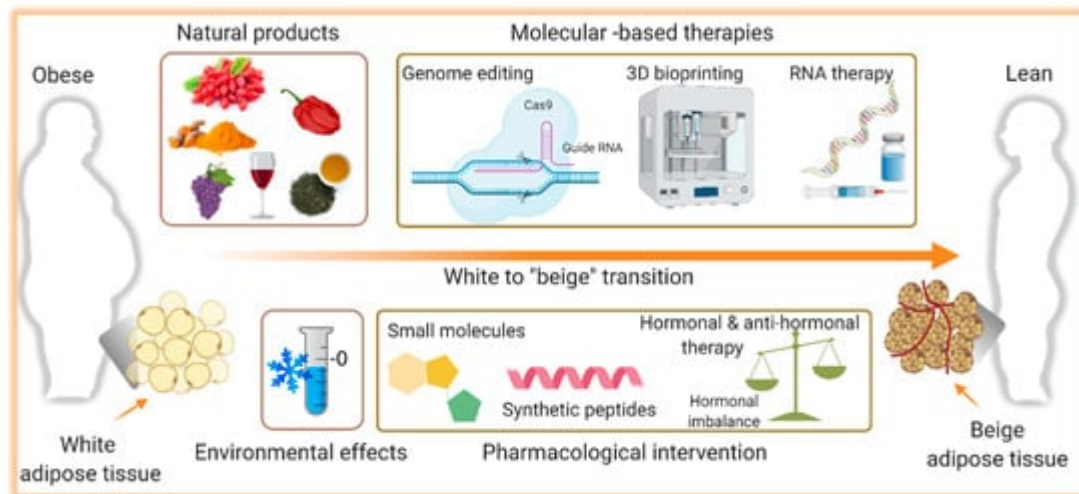 Natural products
Molecular -based therapies
Obese
Genome editing
3D bioprinting
RNA therapy
Lean
Cas9
Guide RNA
White to "beige" transition
Small molecules
Hormonal & anti-hormonal
therapy
-0
Synthetic peptides
Hormonal
imbalance
White
adipose tissue
Environmental effects
Pharmacological intervention
Beige
adipose tissue